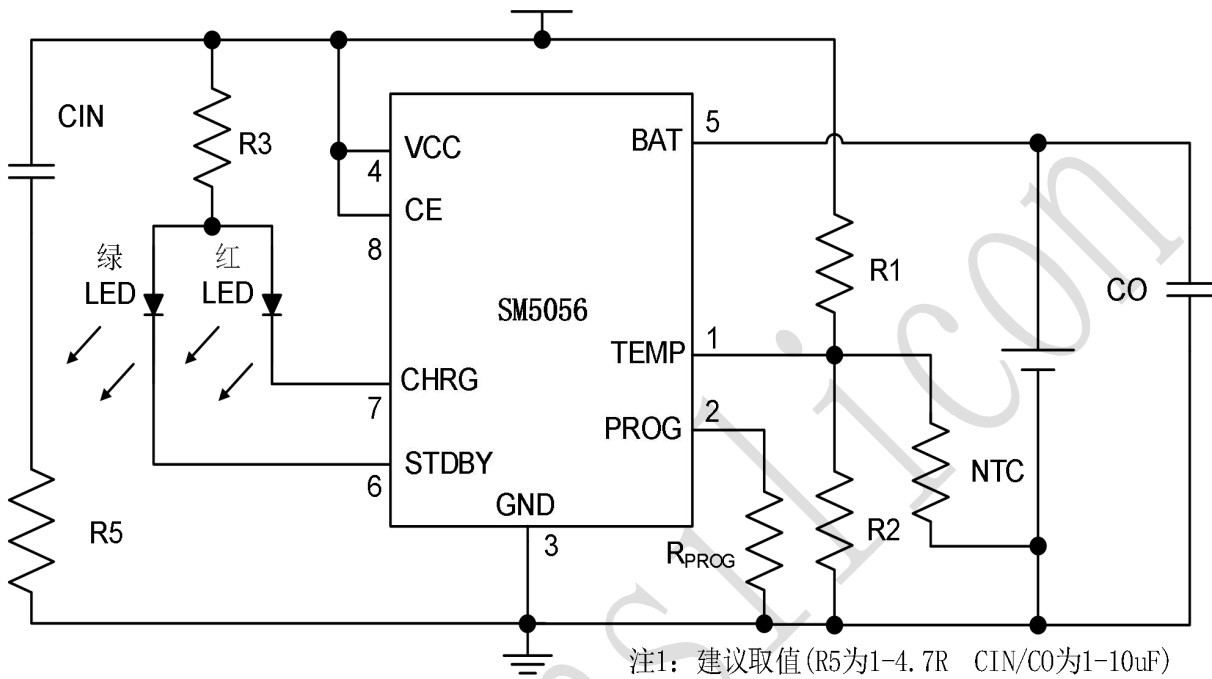 CIN
R3
绿
LED
红
LED
R5
VCC
4
CE
8
SM5056
CHRG
7
STDBY
6
GND
3
BAT
5
TEMP
1
PROG
2
RPROG
R1
R2
NTC
CO
注1: 建议取值(R5为1-4.7R CIN/CO为1-10uF)